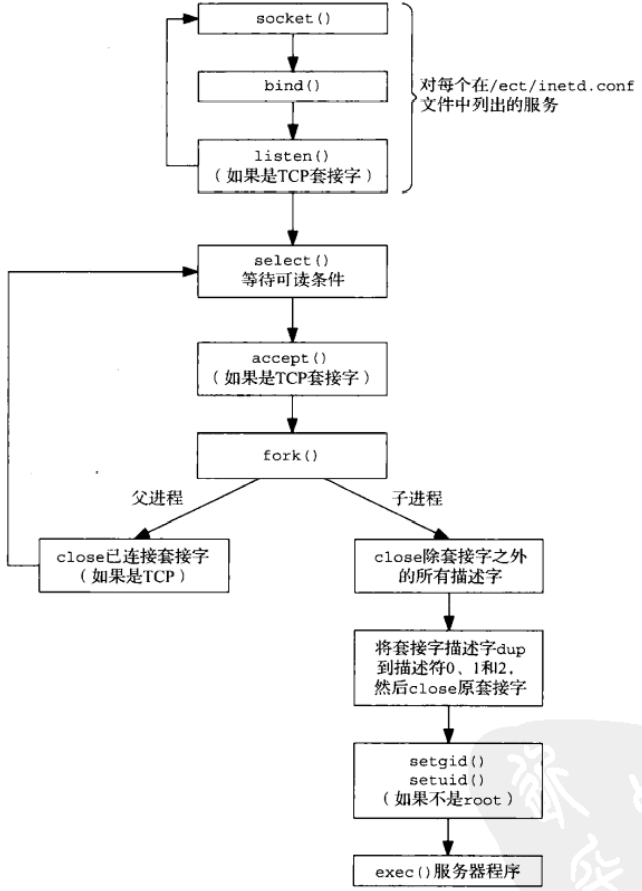 socket()
bind()
listen()
（如果是TCP套接字）
对每个在/ect/inetd.conf
文件中列出的服务
select()
等待可读条件
accept()
（如果是TCP套接字）
fork()
父进程
子进程
close已连接套接字
（如果是TCP）
close除套接字之外
的所有描述字
将套接字描述字dup
到描述符0、1和2，
然后close原套接字
setgid()
setuid()
（如果不是root）
exec()服务器程序